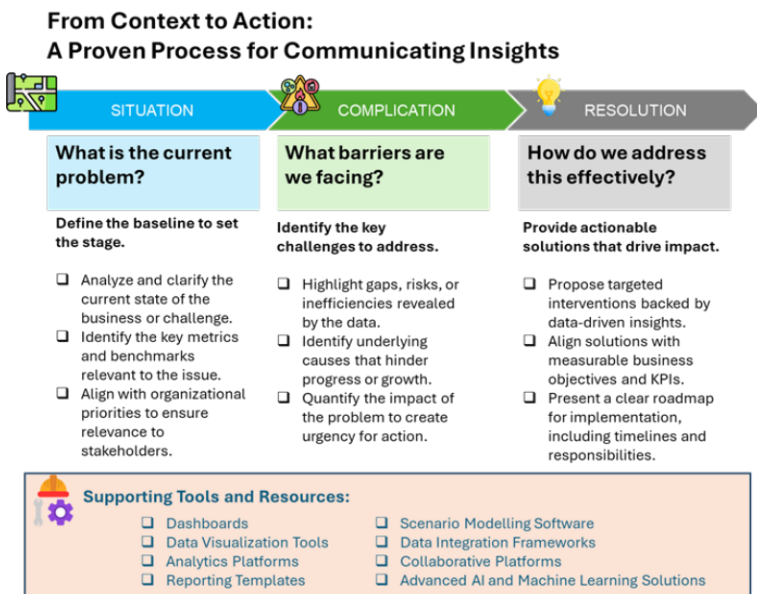 From Context to Action:
A Proven Process for Communicating Insights
SITUATION
COMPLICATION
RESOLUTION
What is the current
problem?
Define the baseline to set
the stage.
❑ Analyze and clarify the
current state of the
business or challenge.
❑ Identify the key metrics
and benchmarks
relevant to the issue.
❑ Align with organizational
priorities to ensure
relevance to
stakeholders.
What barriers are
we facing?
Identify the key
challenges to address.
❑ Highlight gaps, risks, or
inefficiencies revealed
by the data.
❑ Identify underlying
causes that hinder
progress or growth.
❑ Quantify the impact of
the problem to create
urgency for action.
How do we address
this effectively?
Provide actionable
solutions that drive impact.
❑ Propose targeted
interventions backed by
data-driven insights.
❑ Align solutions with
measurable business
objectives and KPIs.
❑ Present a clear roadmap
for implementation,
including timelines and
responsibilities.
Supporting Tools and Resources:
❑ Dashboards
❑ Data Visualization Tools
❑ Analytics Platforms
❑ Reporting Templates
❑ Scenario Modelling Software
❑ Data Integration Frameworks
❑ Collaborative Platforms
❑ Advanced AI and Machine Learning Solutions